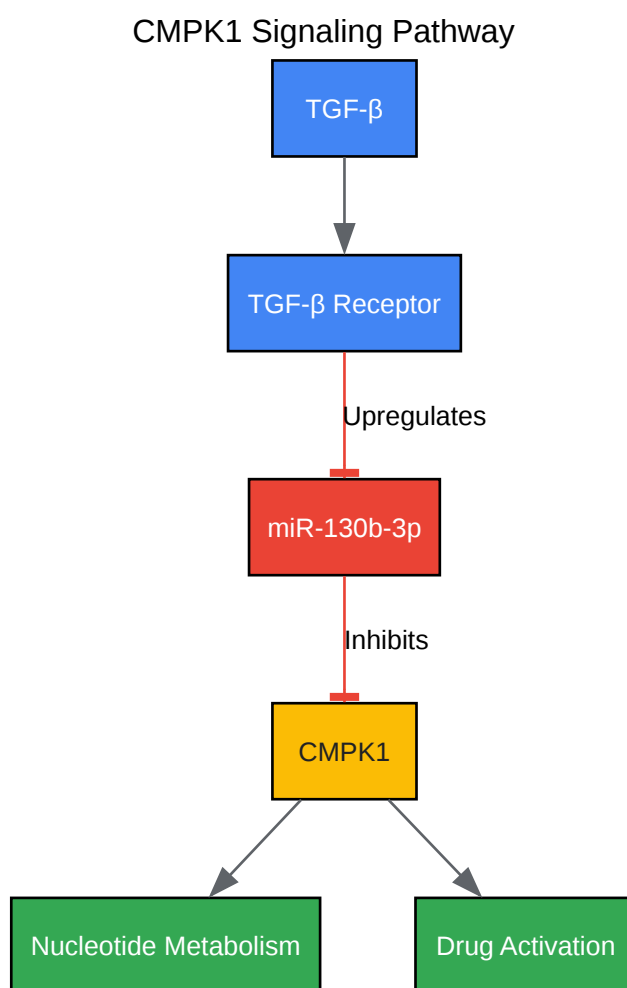 CMPK1 Signaling Pathway
TGF-β
TGF-β Receptor
Upregulates
miR-130b-3p
Inhibits
CMPK1
Nucleotide Metabolism
Drug Activation